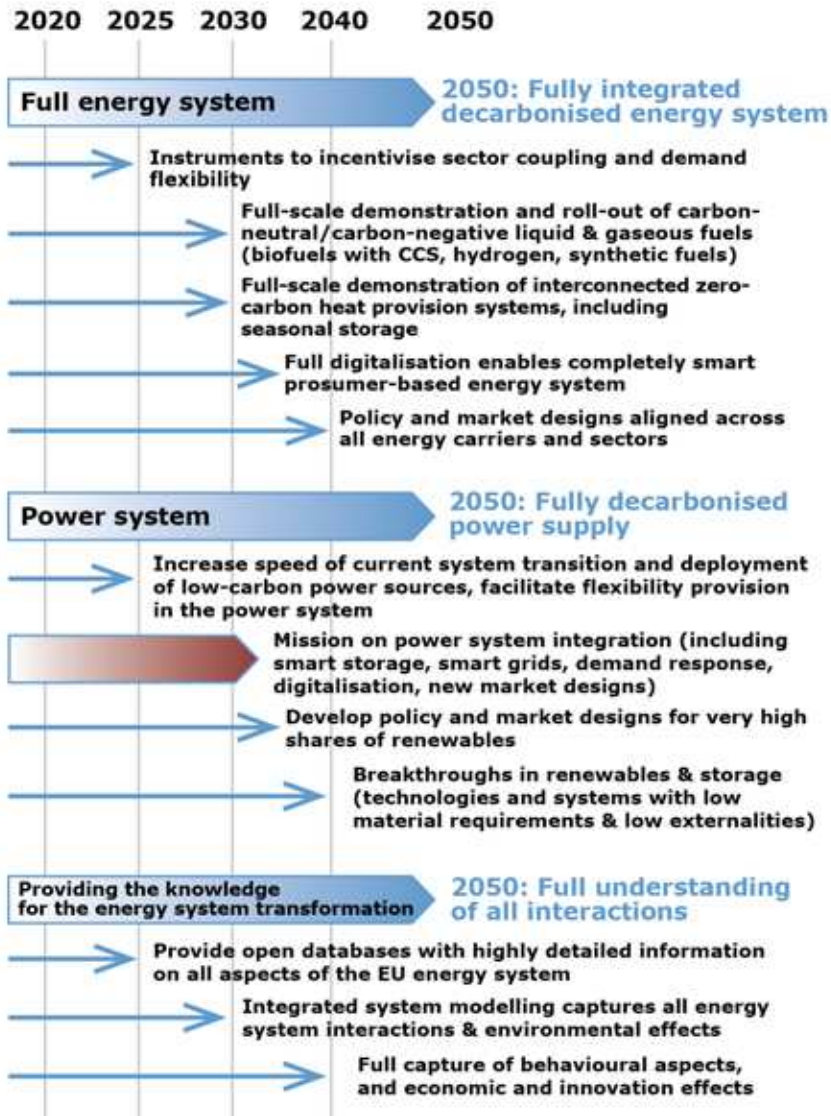 2020 2025 2030 2040 2050
Full energy system
2050: Fully integrated
decarbonised energy system
Instruments to incentivise sector coupling and demand
flexibility
Full-scale demonstration and roll-out of carbon-
neutral/carbon-negative liquid & gaseous fuels
(biofuels with CCS, hydrogen, synthetic fuels)
Full-scale demonstration of interconnected zero-
carbon heat provision systems, including
seasonal storage
Full digitalisation enables completely smart
prosumer-based energy system
Policy and market designs aligned across
all energy carriers and sectors
Power system
2050: Fully decarbonised
power supply
Increase speed of current system transition and deployment
of low-carbon power sources, facilitate flexibility provision
in the power system
Mission on power system integration (including
smart storage, smart grids, demand response,
digitalisation, new market designs)
Develop policy and market designs for very high
shares of renewables
Breakthroughs in renewables & storage
(technologies and systems with low
material requirements & low externalities)
Providing the knowledge
for the energy system transformation
2050: Full understanding
of all interactions
Provide open databases with highly detailed information
on all aspects of the EU energy system
Integrated system modelling captures all energy
system interactions & environmental effects
Full capture of behavioural aspects,
and economic and innovation effects